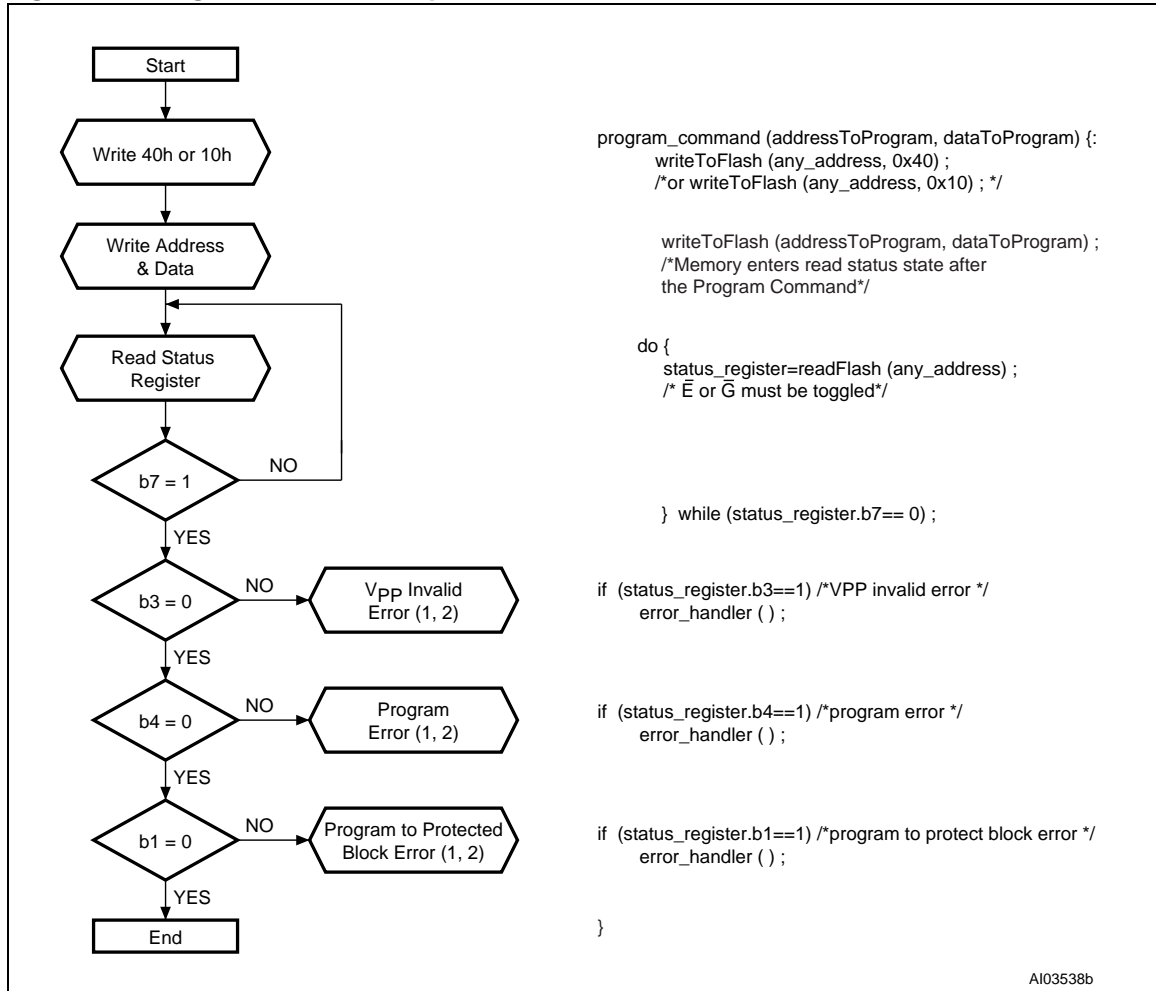 Start
Write 40h or 10h
program_command (addressToProgram, dataToProgram) {:
writeToFlash (any_address, 0x40) ;
/*or writeToFlash (any_address, 0x10) ; */
Write Address
& Data
writeToFlash (addressToProgram, dataToProgram) ;
/*Memory enters read status state after
the Program Command*/
Read Status
Register
do {
status_register=readFlash (any_address) ;
/* E̅ or G̅ must be toggled*/
b7 = 1
NO
} while (status_register.b7== 0) ;
YES
b3 = 0
NO
VPP Invalid
Error (1, 2)
if (status_register.b3==1) /*VPP invalid error */
error_handler ( ) ;
YES
b4 = 0
NO
Program
Error (1, 2)
if (status_register.b4==1) /*program error */
error_handler ( ) ;
YES
b1 = 0
NO
Program to Protected
Block Error (1, 2)
if (status_register.b1==1) /*program to protect block error */
error_handler ( ) ;
YES
End
}
AI03538b